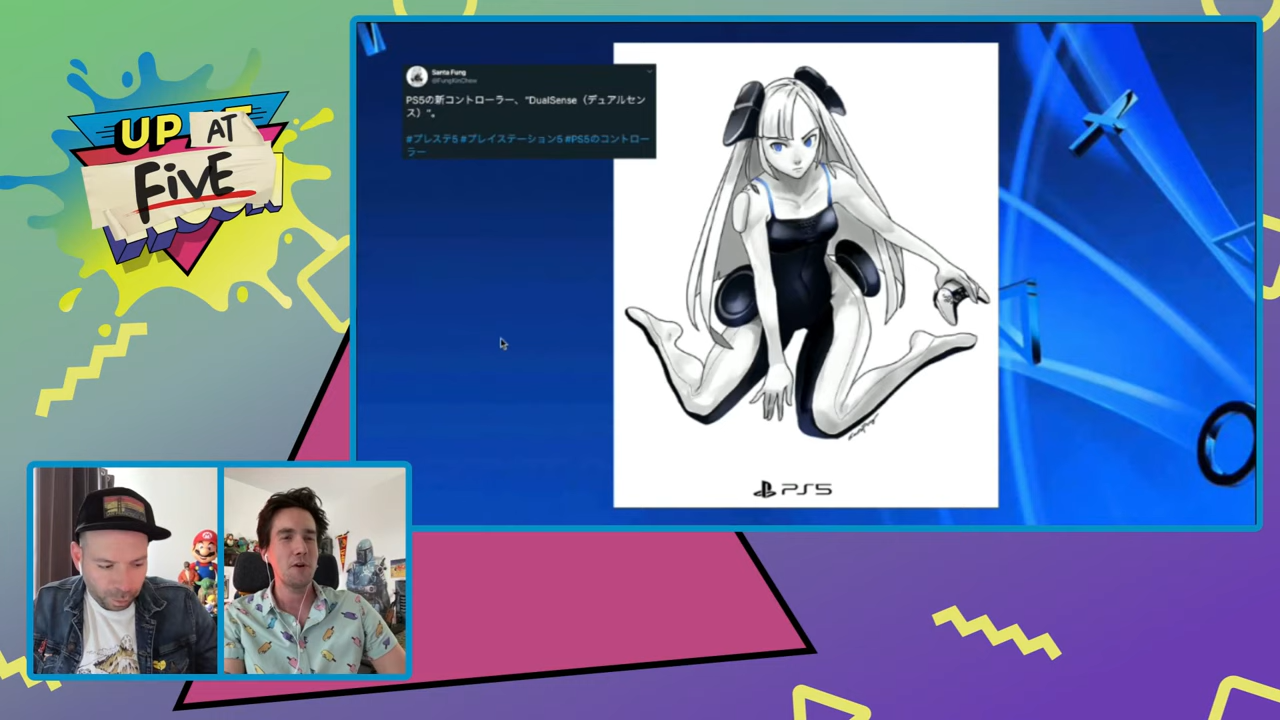 UP AT
FiVE
Santa Fung
@FungKinChew
PS5の新コントローラー、“DualSense（デュアルセン
ス）”。
#プレステ5 #プレイステーション5 #PS5のコントロー
ラー
PS5